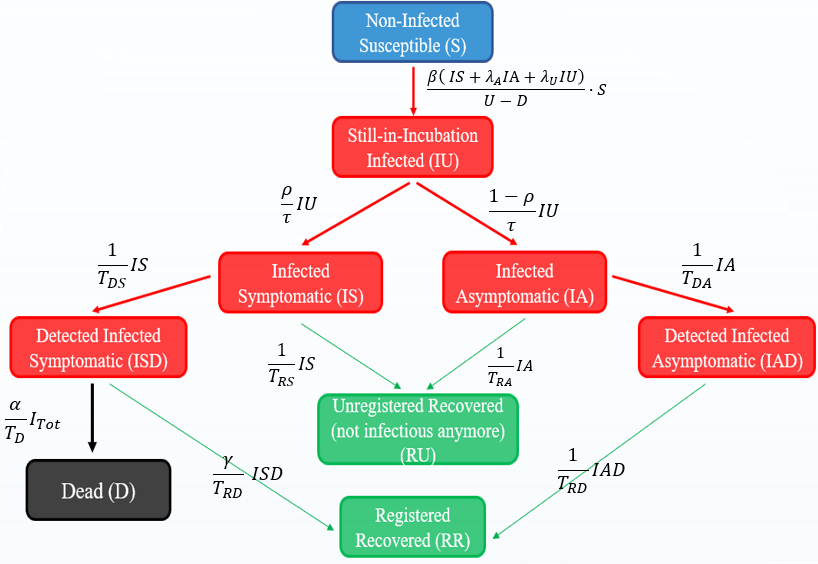 Non-Infected
Susceptible (S)
β( IS + λ_A IA + λ_U IU) / U − D · S
Still-in-Incubation
Infected (IU)
ρ/τ IU
1 − ρ/τ IU
1/T_DS IS
Infected
Symptomatic (IS)
Infected
Asymptomatic (IA)
1/T_DA IA
Detected Infected
Symptomatic (ISD)
Detected Infected
Asymptomatic (IAD)
1/T_RS IS
1/T_RA IA
α/T_D I_Tot
Unregistered Recovered
(not infectious anymore)
(RU)
Dead (D)
γ/T_RD ISD
1/T_RD IAD
Registered
Recovered (RR)